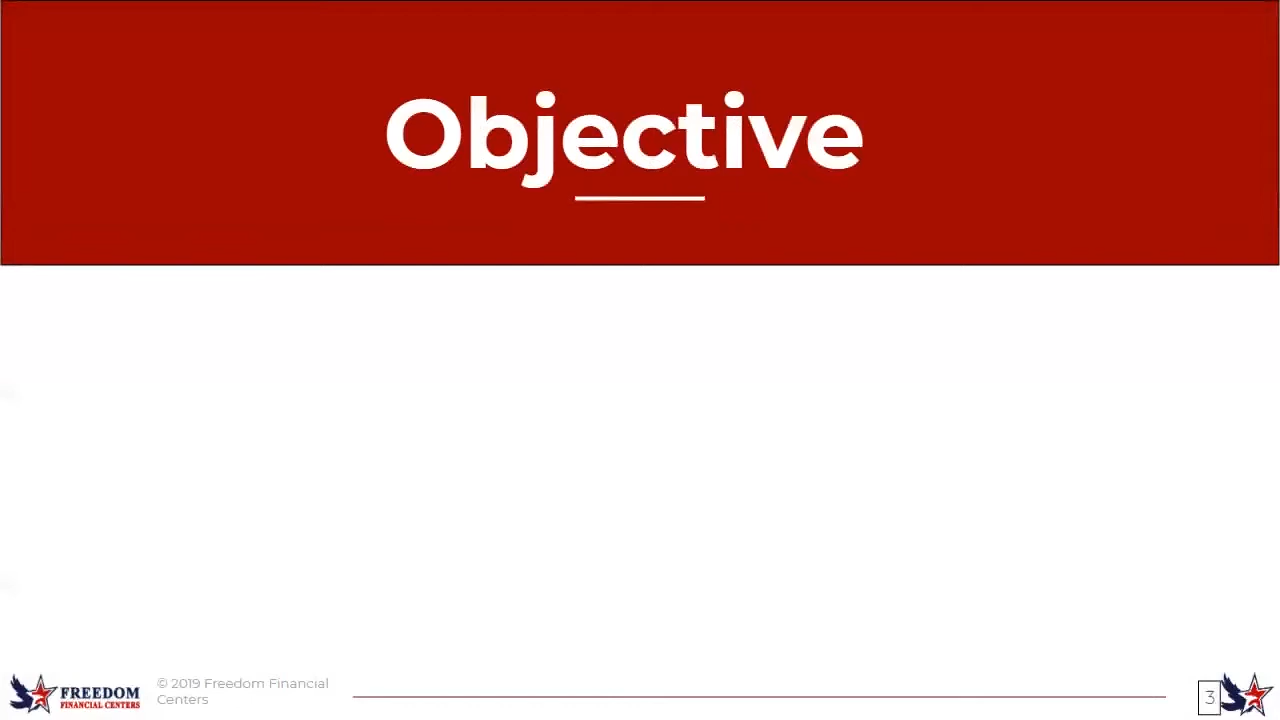 Objective
FREEDOM
FINANCIAL CENTERS
© 2019 Freedom Financial
Centers
3